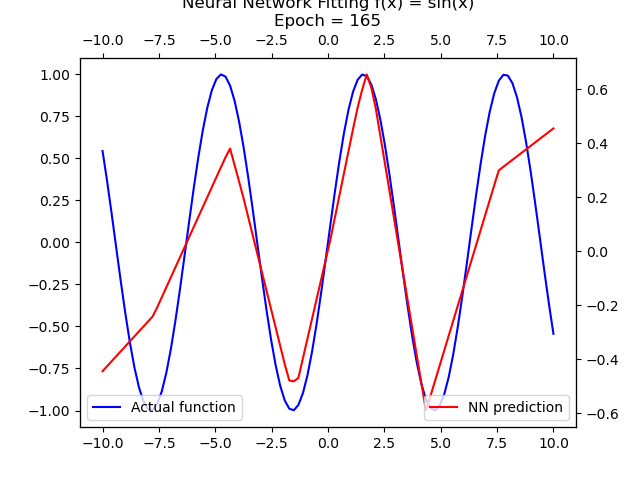 Neural Network Fitting f(x) = sin(x)
Epoch = 165
−10.0 −7.5 −5.0 −2.5 0.0 2.5 5.0 7.5 10.0
1.00
0.75
0.50
0.25
0.00
−0.25
−0.50
−0.75
−1.00
0.6
0.4
0.2
0.0
−0.2
−0.4
−0.6
Actual function
NN prediction
−10.0 −7.5 −5.0 −2.5 0.0 2.5 5.0 7.5 10.0